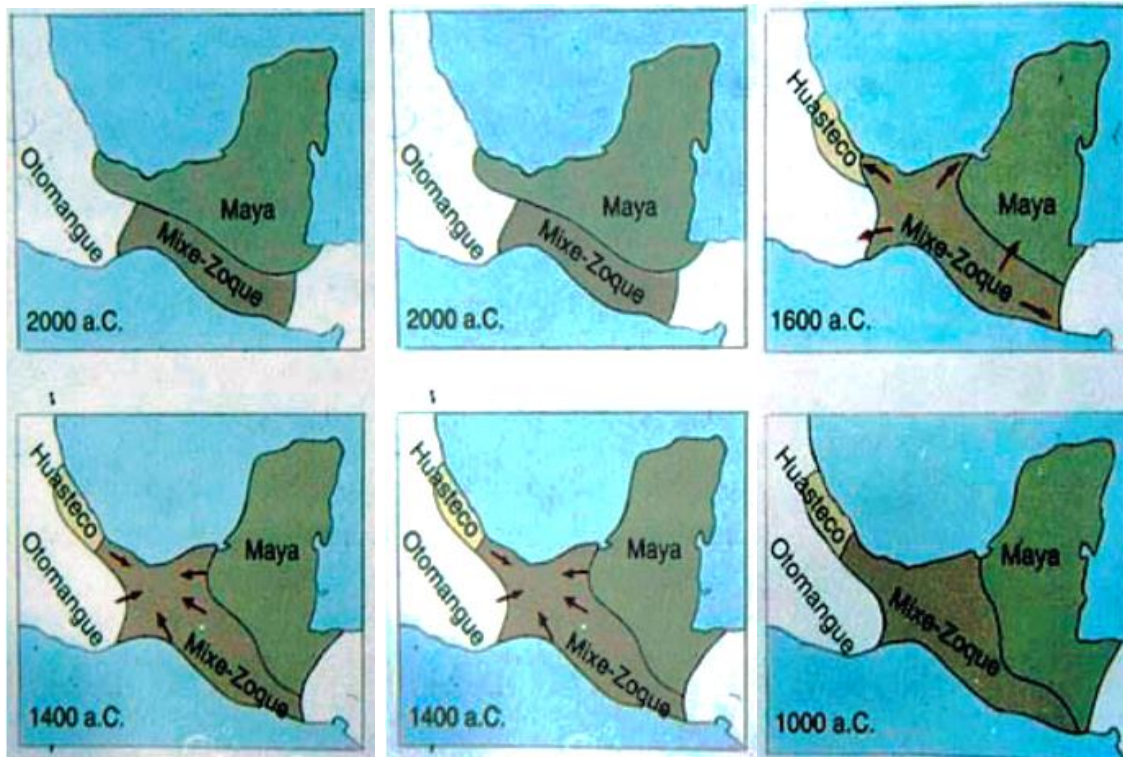 Otomangue
Maya
Mixe-Zoque
2000 a.C.
Otomangue
Maya
Mixe-Zoque
2000 a.C.
Huasteco
Maya
Mixe-Zoque
1600 a.C.
Huasteco
Otomangue
Maya
Mixe-Zoque
1400 a.C.
Huasteco
Otomangue
Maya
Mixe-Zoque
1400 a.C.
Huasteco
Otomangue
Maya
Mixe-Zoque
1000 a.C.